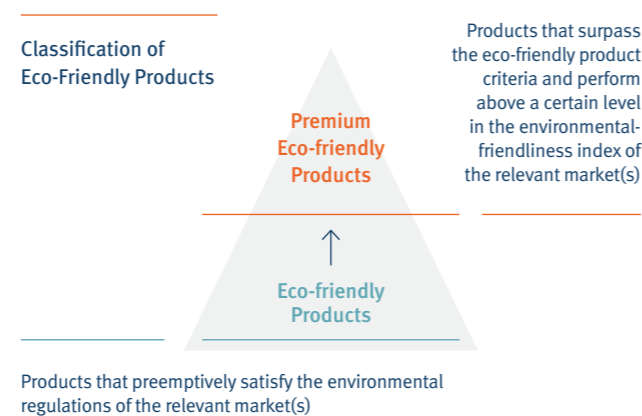 Classification of
Eco-Friendly Products
Products that surpass
the eco-friendly product
criteria and perform
above a certain level
in the environmental-
friendliness index of
the relevant market(s)
Premium
Eco-friendly
Products
Eco-friendly
Products
Products that preemptively satisfy the environmental
regulations of the relevant market(s)